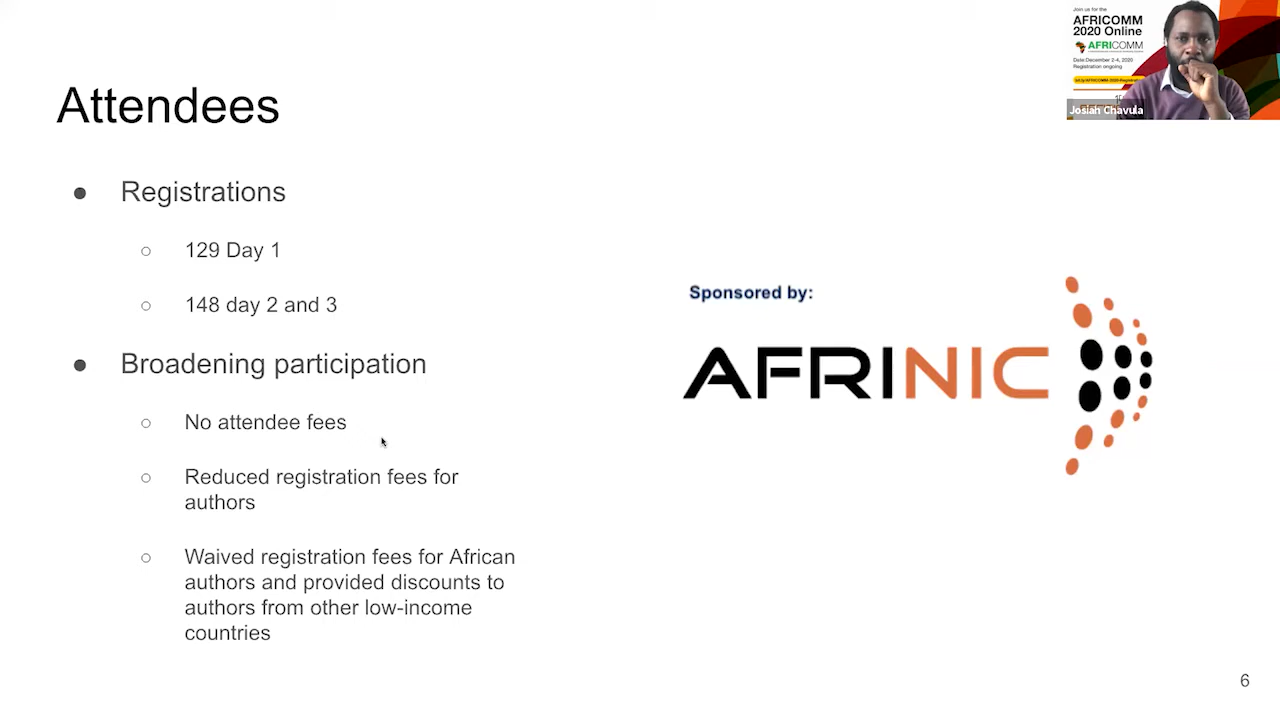 Attendees
● Registrations
○ 129 Day 1
○ 148 day 2 and 3
● Broadening participation
○ No attendee fees
○ Reduced registration fees for
authors
○ Waived registration fees for African
authors and provided discounts to
authors from other low-income
countries
Sponsored by:
AFRINIC
Join us for the
AFRICOMM
2020 Online
AFRICOMM
Date December 2-4, 2020
Registration ongoing
Josiah Chavula
6